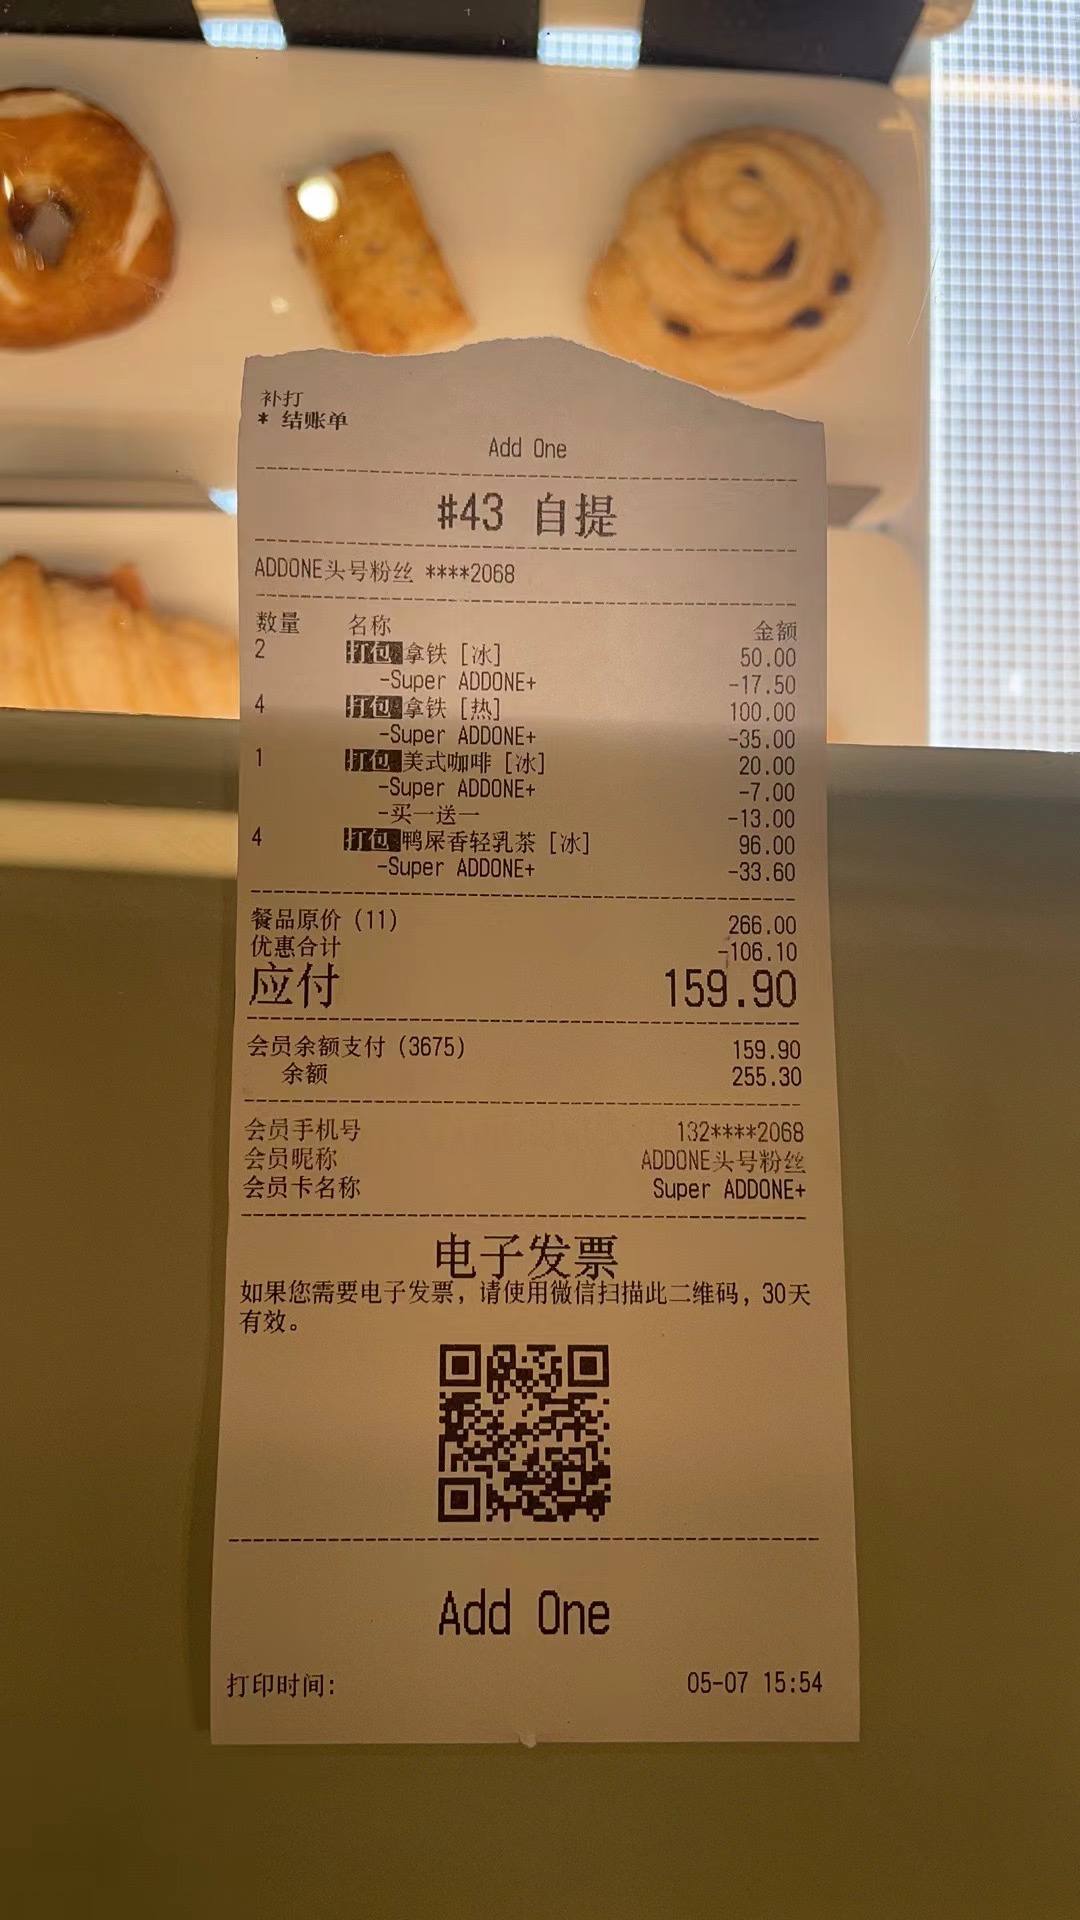 补打
* 结账单
Add One
#43 自提
ADDONE头号粉丝 ****2068
数量 名称 金额
2 打包 拿铁 [冰] 50.00
-Super ADDONE+ -17.50
4 打包 拿铁 [热] 100.00
-Super ADDONE+ -35.00
1 打包 美式咖啡 [冰] 20.00
-Super ADDONE+ -7.00
-买一送一 -13.00
4 打包 鸭屎香轻乳茶 [冰] 96.00
-Super ADDONE+ -33.60
餐品原价 (11) 266.00
优惠合计 -106.10
应付 159.90
会员余额支付 (3675) 159.90
余额 255.30
会员手机号 132****2068
会员昵称 ADDONE头号粉丝
会员卡名称 Super ADDONE+
电子发票
如果您需要电子发票，请使用微信扫描此二维码，30天
有效。
Add One
打印时间: 05-07 15:54